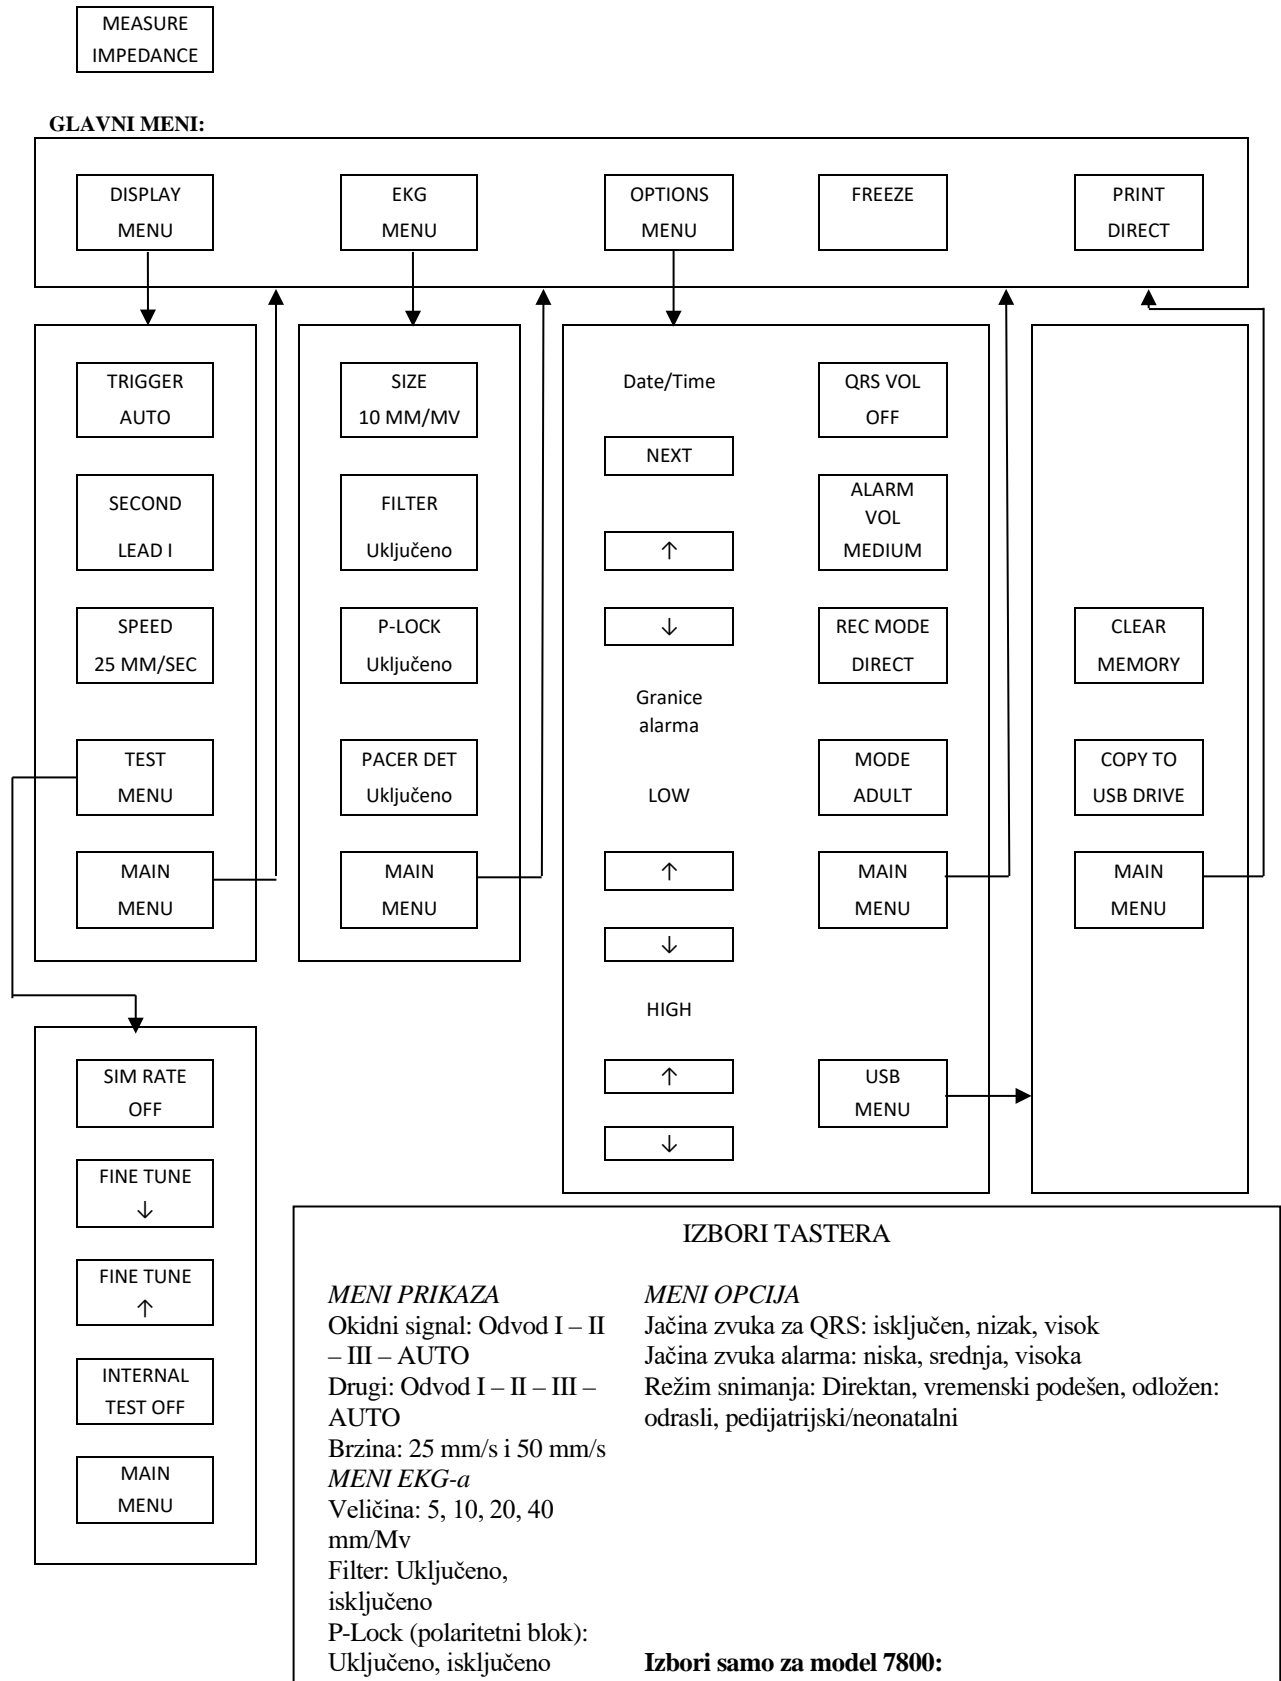 MEASURE
IMPEDANCE
GLAVNI MENI:
DISPLAY
MENU
EKG
MENU
OPTIONS
MENU
FREEZE
PRINT
DIRECT
TRIGGER
AUTO
SECOND
LEAD I
SPEED
25 MM/SEC
TEST
MENU
MAIN
MENU
SIZE
10 MM/MV
FILTER
Uključeno
P-LOCK
Uključeno
PACER DET
Uključeno
MAIN
MENU
Date/Time
NEXT
↑
↓
Granice
alarma
LOW
↑
↓
HIGH
↑
↓
QRS VOL
OFF
ALARM
VOL
MEDIUM
REC MODE
DIRECT
MODE
ADULT
MAIN
MENU
USB
MENU
CLEAR
MEMORY
COPY TO
USB DRIVE
MAIN
MENU
SIM RATE
OFF
FINE TUNE
↓
FINE TUNE
↑
INTERNAL
TEST OFF
MAIN
MENU
IZBORI TASTERA
MENI PRIKAZA
Okidni signal: Odvod I – II
– III – AUTO
Drugi: Odvod I – II – III –
AUTO
Brzina: 25 mm/s i 50 mm/s
MENI EKG-a
Veličina: 5, 10, 20, 40
mm/Mv
Filter: Uključeno,
isključeno
P-Lock (polaritetni blok):
Uključeno, isključeno
MENI OPCIJA
Jačina zvuka za QRS: isključen, nizak, visok
Jačina zvuka alarma: niska, srednja, visoka
Režim snimanja: Direktan, vremenski podešen, odložen:
odrasli, pedijatrijski/neonatalni
Izbori samo za model 7800: